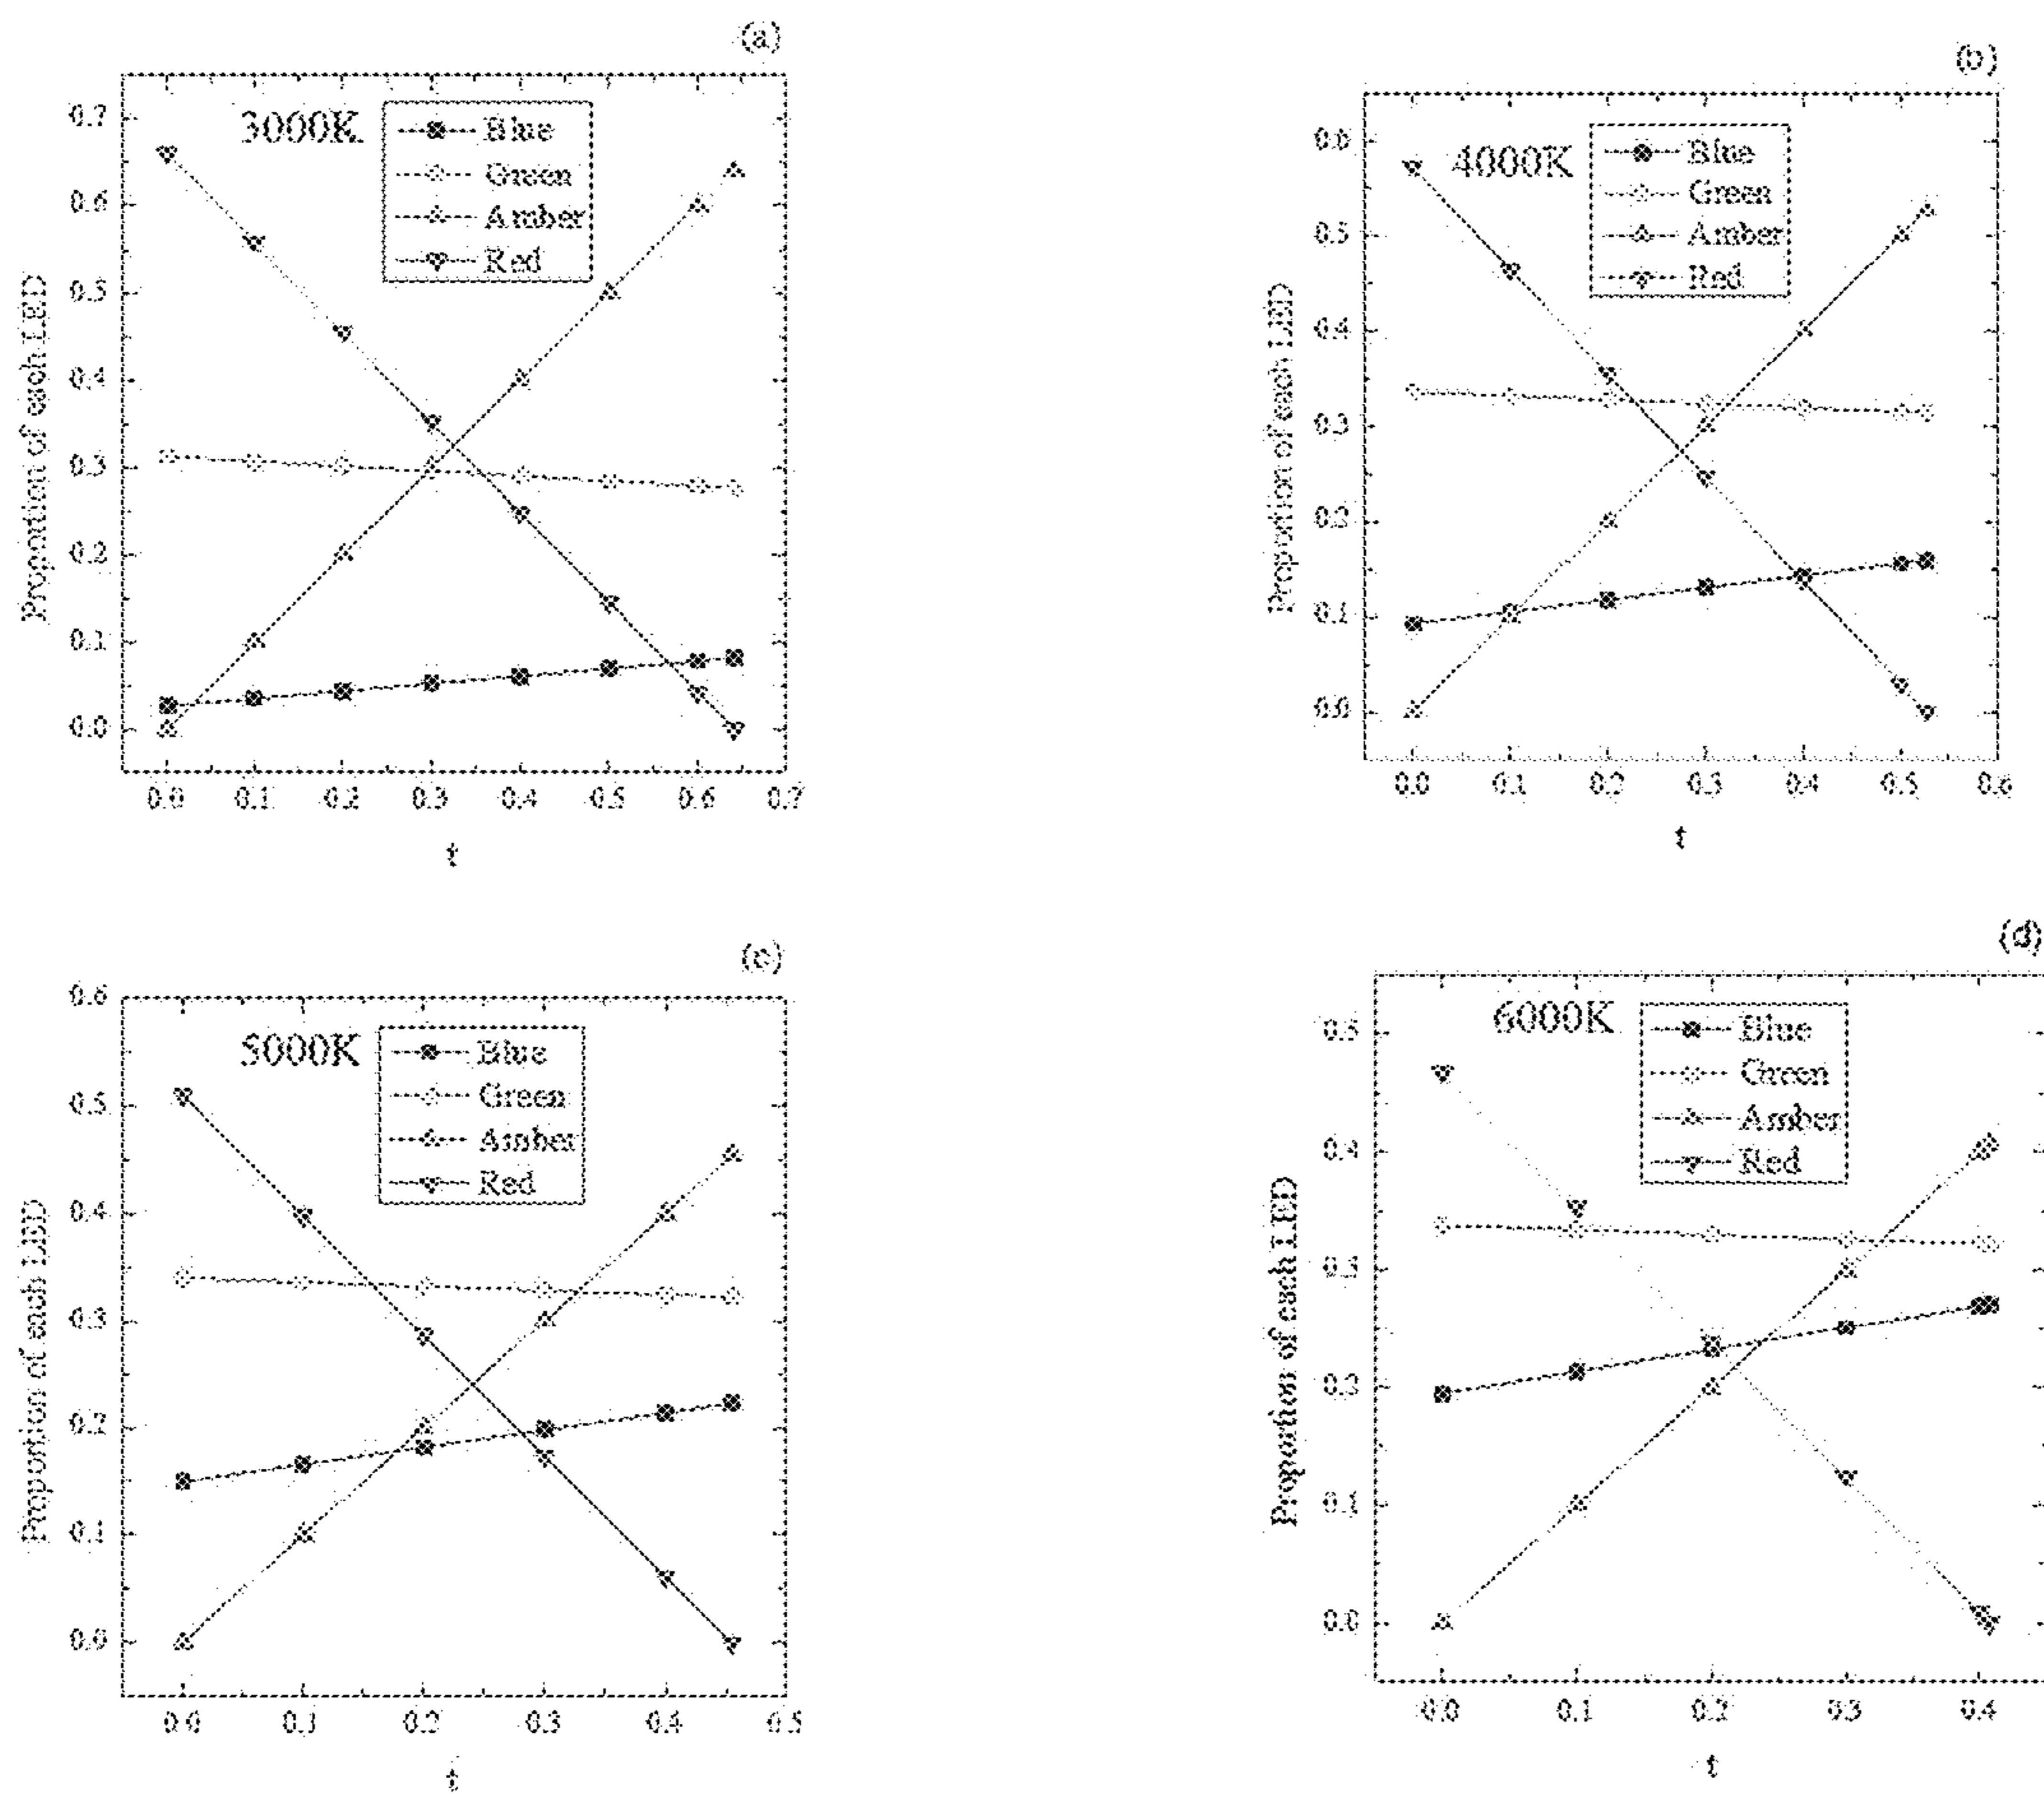 (a)
3000K
Blue
Green
Amber
Red
Proportion of each LED
0.7
0.6
0.5
0.4
0.3
0.2
0.1
0.0
0.0 0.1 0.2 0.3 0.4 0.5 0.6 0.7
t
(b)
4000K
Blue
Green
Amber
Red
Proportion of each LED
0.6
0.5
0.4
0.3
0.2
0.1
0.0
0.0 0.1 0.2 0.3 0.4 0.5 0.6
t
(c)
5000K
Blue
Green
Amber
Red
Proportion of each LED
0.6
0.5
0.4
0.3
0.2
0.1
0.0
0.0 0.1 0.2 0.3 0.4 0.5
t
(d)
6000K
Blue
Green
Amber
Red
Proportion of each LED
0.5
0.4
0.3
0.2
0.1
0.0
0.0 0.1 0.2 0.3 0.4
t